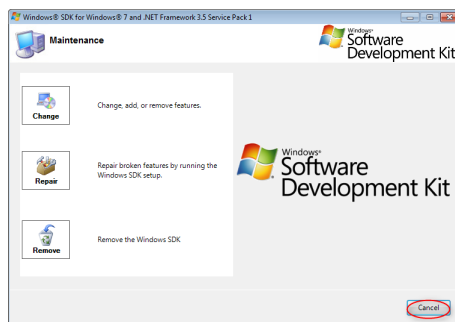 Windows® SDK for Windows® 7 and .NET Framework 3.5 Service Pack 1
Maintenance
Windows®
Software
Development Kit
Change
Change, add, or remove features.
Repair
Repair broken features by running the
Windows SDK setup.
Windows®
Software
Development Kit
Remove
Remove the Windows SDK
Cancel